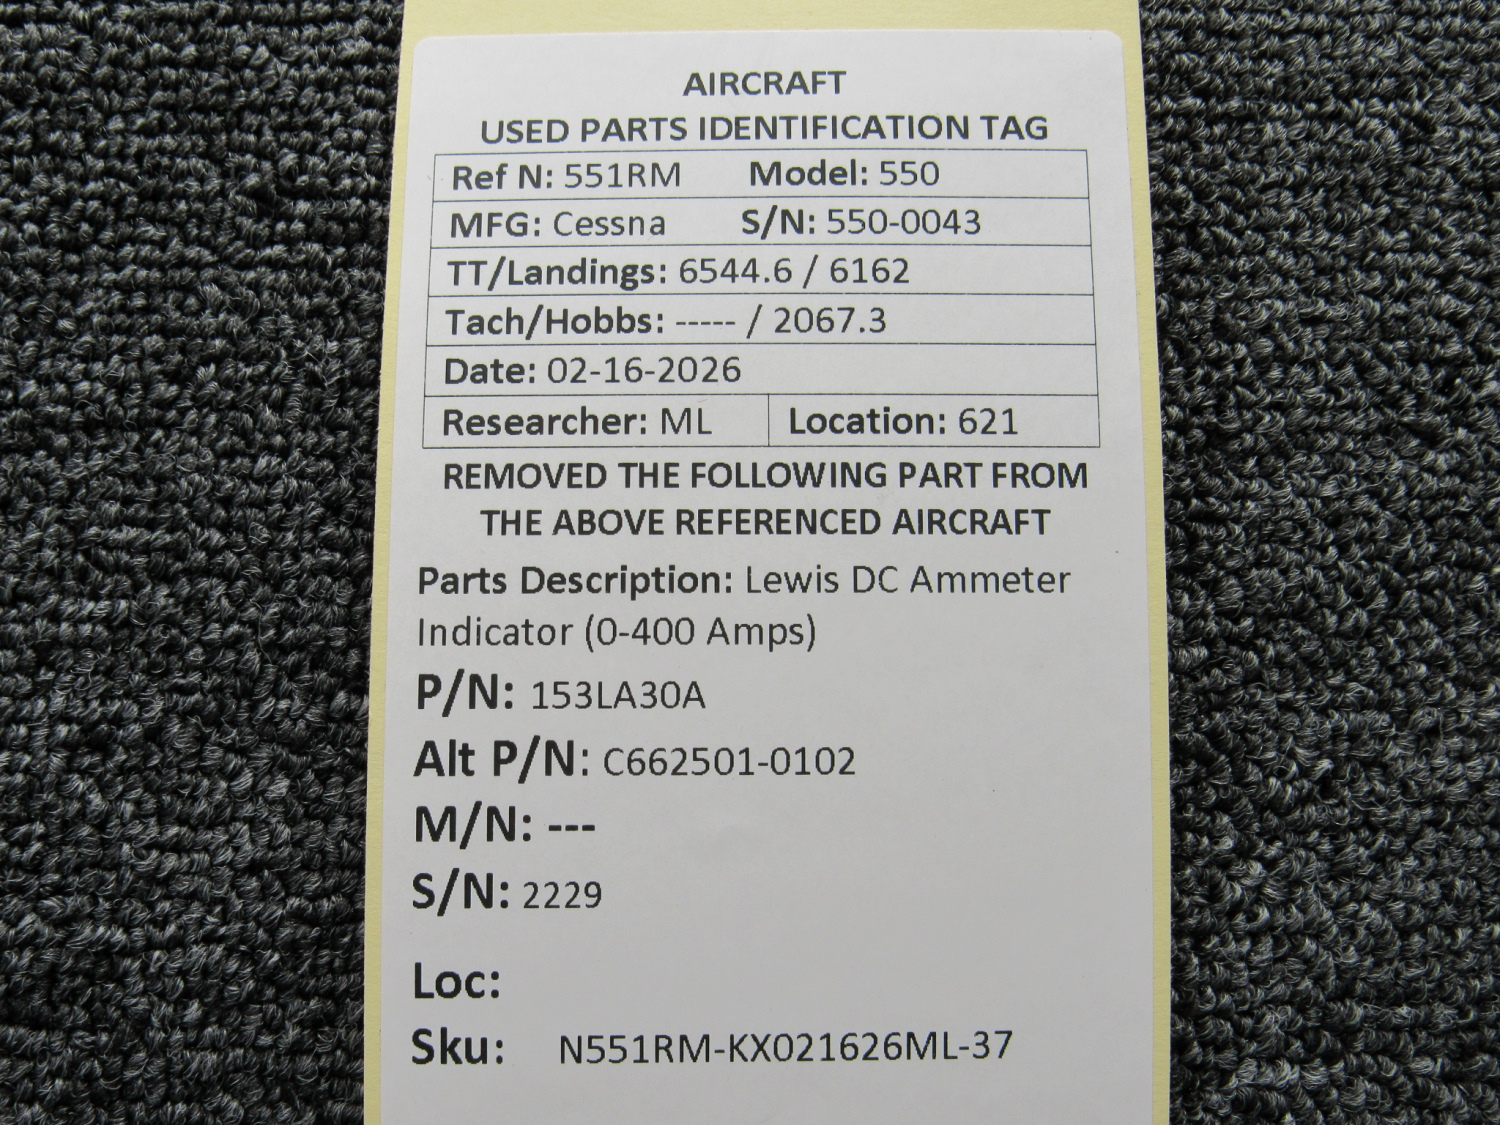 AIRCRAFT
USED PARTS IDENTIFICATION TAG
Ref N: 551RM Model: 550
MFG: Cessna S/N: 550-0043
TT/Landings: 6544.6 / 6162
Tach/Hobbs: ----- / 2067.3
Date: 02-16-2026
Researcher: ML Location: 621
REMOVED THE FOLLOWING PART FROM
THE ABOVE REFERENCED AIRCRAFT
Parts Description: Lewis DC Ammeter
Indicator (0-400 Amps)
P/N: 153LA30A
Alt P/N: C662501-0102
M/N: ---
S/N: 2229
Loc:
Sku: N551RM-KX021626ML-37